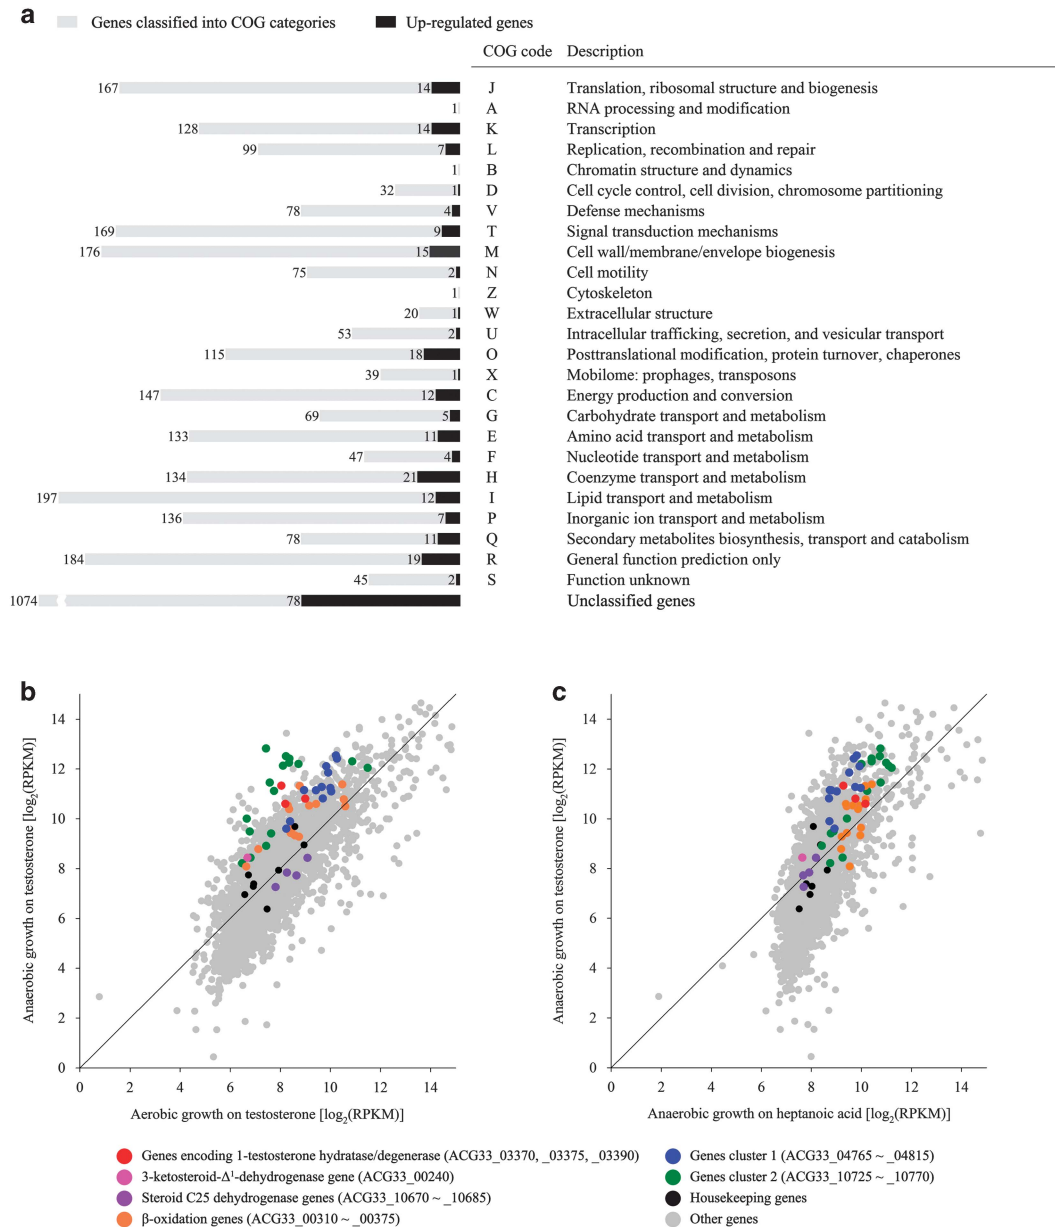 a
Genes classified into COG categories Up-regulated genes
COG code Description
167 14 J Translation, ribosomal structure and biogenesis
1 A RNA processing and modification
128 14 K Transcription
99 7 L Replication, recombination and repair
1 B Chromatin structure and dynamics
32 1 D Cell cycle control, cell division, chromosome partitioning
78 4 V Defense mechanisms
169 9 T Signal transduction mechanisms
176 15 M Cell wall/membrane/envelope biogenesis
75 2 N Cell motility
1 Z Cytoskeleton
20 1 W Extracellular structure
53 2 U Intracellular trafficking, secretion, and vesicular transport
115 18 O Posttranslational modification, protein turnover, chaperones
39 1 X Mobilome: prophages, transposons
147 12 C Energy production and conversion
69 5 G Carbohydrate transport and metabolism
133 11 E Amino acid transport and metabolism
47 4 F Nucleotide transport and metabolism
134 21 H Coenzyme transport and metabolism
197 12 I Lipid transport and metabolism
136 7 P Inorganic ion transport and metabolism
78 11 Q Secondary metabolites biosynthesis, transport and catabolism
184 19 R General function prediction only
45 2 S Function unknown
1074 78 Unclassified genes
b
Anaerobic growth on testosterone [log2(RPKM)]
14
12
10
8
6
4
2
0
0 2 4 6 8 10 12 14
Aerobic growth on testosterone [log2(RPKM)]
c
Anaerobic growth on testosterone [log2(RPKM)]
14
12
10
8
6
4
2
0
0 2 4 6 8 10 12 14
Anaerobic growth on heptanoic acid [log2(RPKM)]
Genes encoding 1-testosterone hydratase/degenerase (ACG33_03370, _03375, _03390)
3-ketosteroid-Δ¹-dehydrogenase gene (ACG33_00240)
Steroid C25 dehydrogenase genes (ACG33_10670 ~ _10685)
β-oxidation genes (ACG33_00310 ~ _00375)
Genes cluster 1 (ACG33_04765 ~ _04815)
Genes cluster 2 (ACG33_10725 ~ _10770)
Housekeeping genes
Other genes